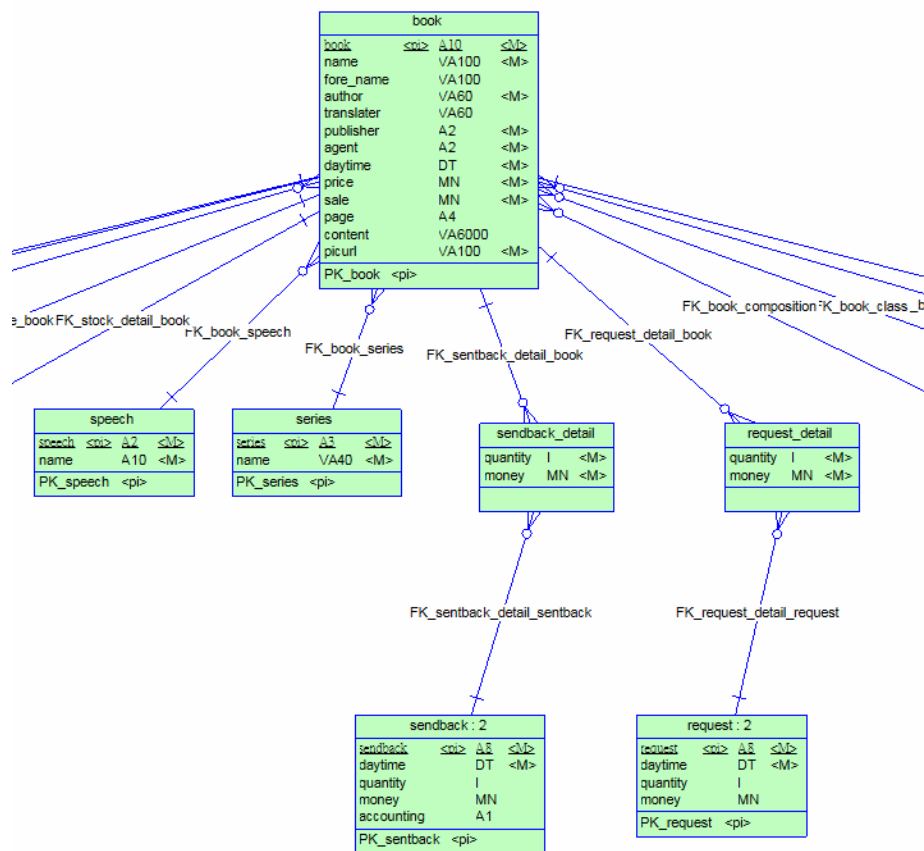 book
book <pi> A10 <M>
name VA100 <M>
fore_name VA100
author VA60 <M>
translater VA60
publisher A2 <M>
agent A2 <M>
daytime DT <M>
price MN <M>
sale MN <M>
page A4
content VA6000
picurl VA100 <M>
PK_book <pi>
e_book FK_stock_detail_book
FK_book_speech
FK_book_series
FK_sentback_detail_book
FK_request_detail_book
FK_book_composition
FK_book_class_b
speech
speech <pi> A2 <M>
name A10 <M>
PK_speech <pi>
series
series <pi> A3 <M>
name VA40 <M>
PK_series <pi>
sendback_detail
quantity I <M>
money MN <M>
request_detail
quantity I <M>
money MN <M>
FK_sentback_detail_sentback
FK_request_detail_request
sendback : 2
sendback <pi> A8 <M>
daytime DT <M>
quantity I
money MN
accounting A1
PK_sentback <pi>
request : 2
request <pi> A8 <M>
daytime DT <M>
quantity I
money MN
PK_request <pi>